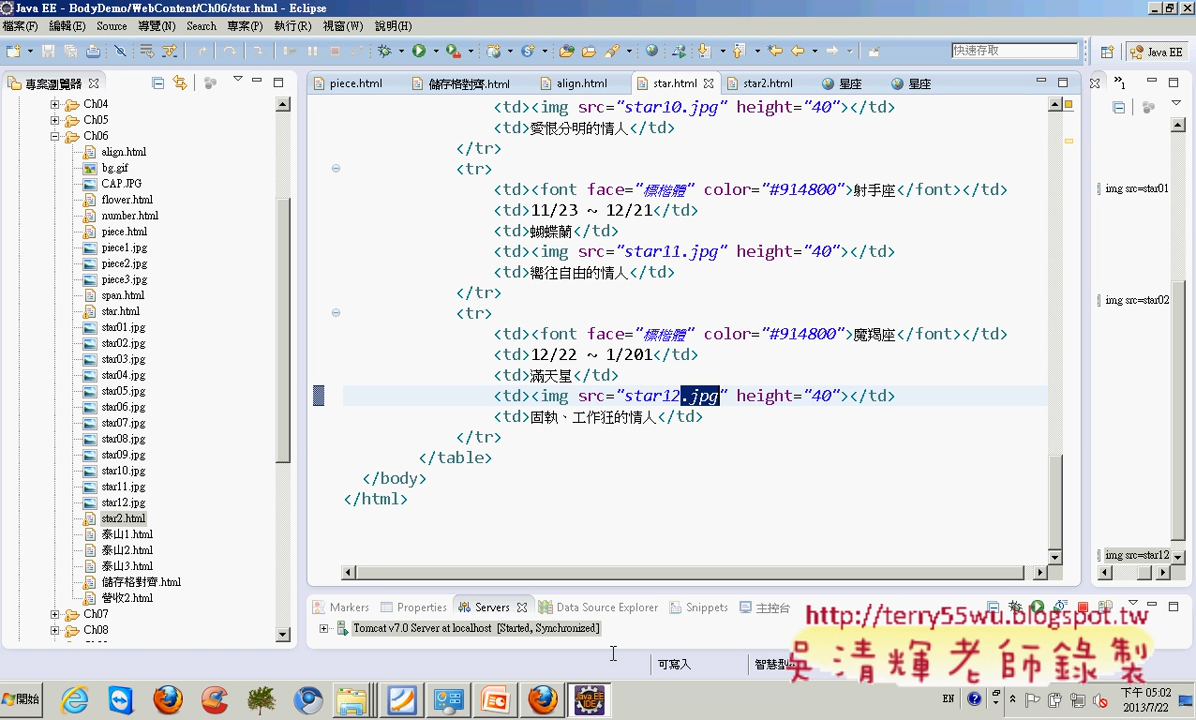 Java EE - BodyDemo/WebContent/Ch06/star.html - Eclipse
檔案(F) 編輯(E) Source 導覽(N) Search 專案(P) 執行(R) 視窗(W) 說明(H)
快速存取
Java EE
專案瀏覽器
piece.html 儲存格對齊.html align.html star.html star2.html 星座 星座
Ch04
Ch05
Ch06
align.html
bg.gif
CAP.JPG
flower.html
number.html
piece.html
piece1.jpg
piece2.jpg
piece3.jpg
span.html
star.html
star01.jpg
star02.jpg
star03.jpg
star04.jpg
star05.jpg
star06.jpg
star07.jpg
star08.jpg
star09.jpg
star10.jpg
star11.jpg
star12.jpg
star2.html
泰山1.html
泰山2.html
泰山3.html
儲存格對齊.html
營收2.html
Ch07
Ch08
<td><img src="star10.jpg" height="40"></td>
<td>愛恨分明的情人</td>
</tr>
<tr>
<td><font face="標楷體" color="#914800">射手座</font></td>
<td>11/23 ~ 12/21</td>
<td>蝴蝶蘭</td>
<td><img src="star11.jpg" height="40"></td>
<td>嚮往自由的情人</td>
</tr>
<tr>
<td><font face="標楷體" color="#914800">魔羯座</font></td>
<td>12/22 ~ 1/201</td>
<td>滿天星</td>
<td><img src="star12.jpg" height="40"></td>
<td>固執、工作狂的情人</td>
</tr>
</table>
</body>
</html>
img src=star01
img src=star02
img src=star12
Markers Properties Servers Data Source Explorer Snippets 主控台
Tomcat v7.0 Server at localhost [Started, Synchronized]
http://terry55wu.blogspot.tw
吳清輝老師錄製
可寫入
智慧型
開始
EN
下午 05:02
2013/7/22